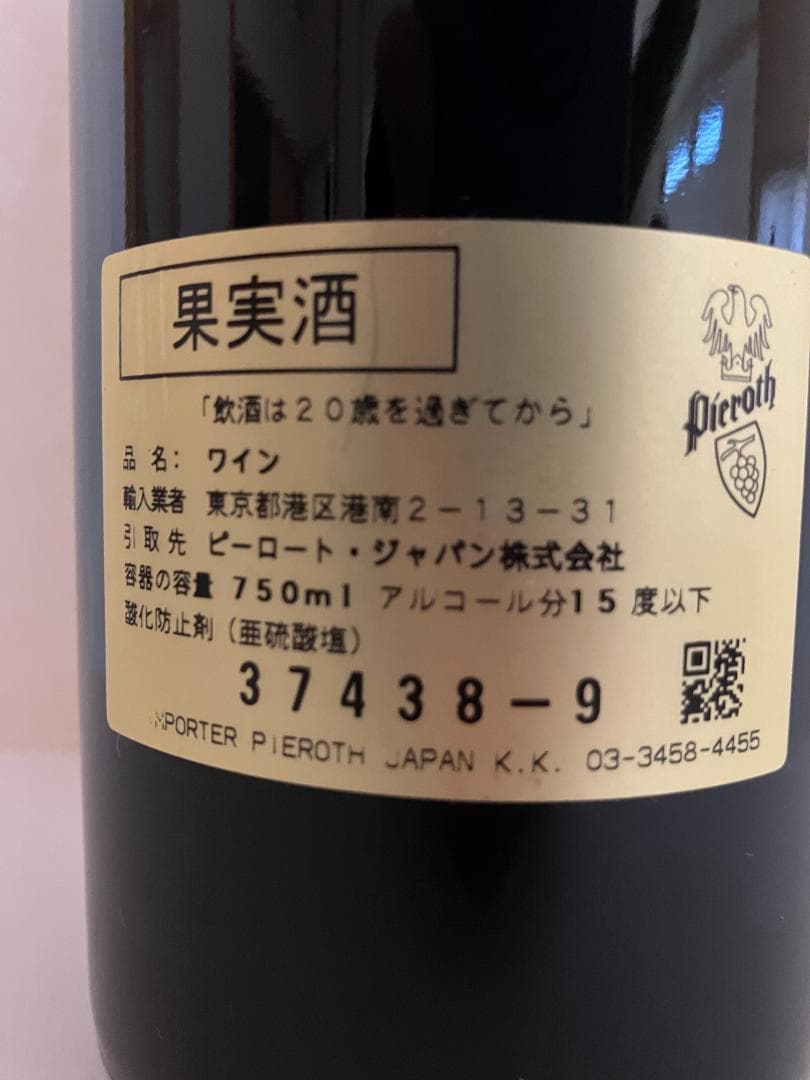 果実酒
「飲酒は20歳を過ぎてから」
Pieroth
品名: ワイン
輸入業者 東京都港区港南2-13-31
引取先 ピーロート・ジャパン株式会社
容器の容量 750ml アルコール分15度以下
酸化防止剤(亜硫酸塩)
37438-9
IMPORTER PIEROTH JAPAN K.K. 03-3458-4455